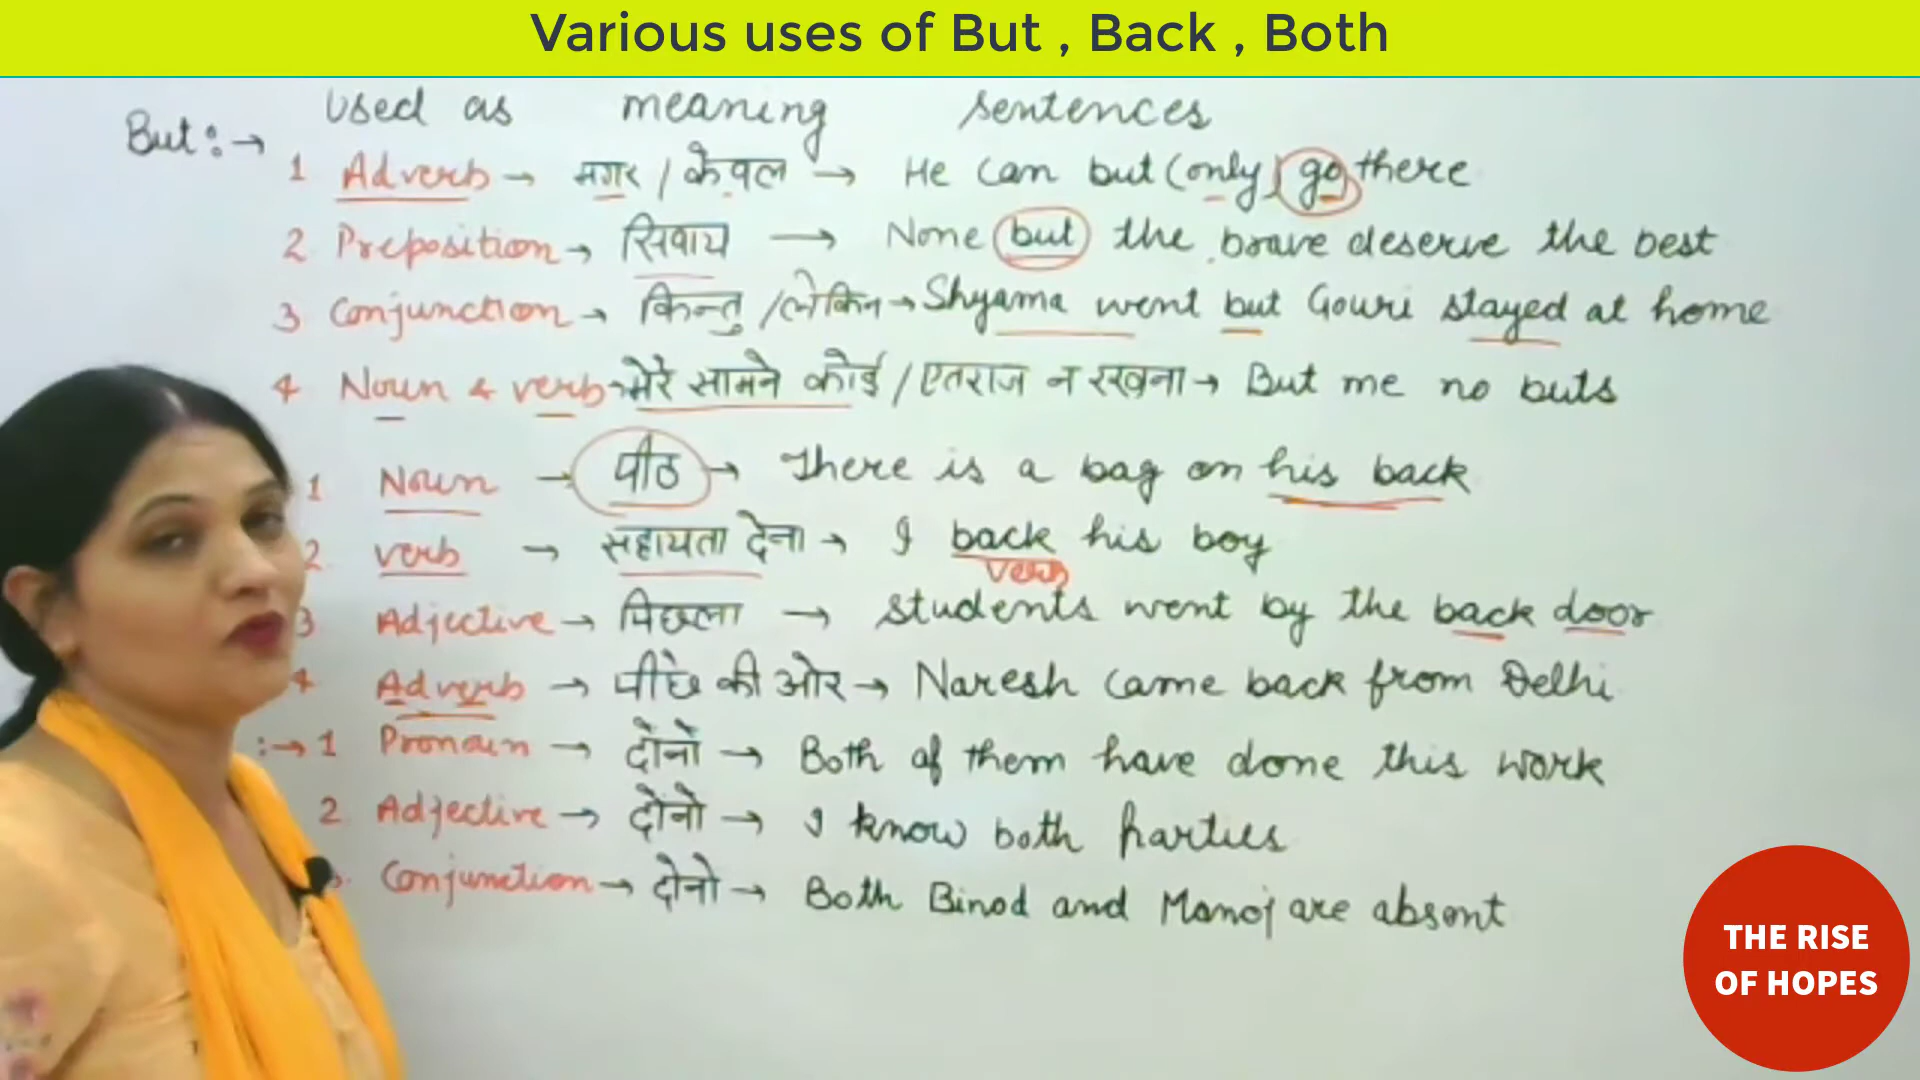 Various uses of But , Back , Both
Used as meaning sentences
But :→
1 Adverb → मगर / केवल → He can but (only) go there
2 Preposition → सिवाय → None but the brave deserve the best
3 Conjunction → किन्तु / लेकिन → Shyama went but Gouri stayed at home
4 Noun & verb → मेरे सामने कोई / एतराज न रखना → But me no buts
1 Noun → पीठ → There is a bag on his back
2. verb → सहायता देना → I back his boy
verb
3 Adjective → पिछला → students went by the back door
4 Adverb → पीछे की ओर → Naresh came back from Delhi
:→ 1 Pronoun → दोनों → Both of them have done this work
2 Adjective → दोनों → I know both parties
3. Conjunction → दोनो → Both Binod and Manoj are absent
THE RISE
OF HOPES